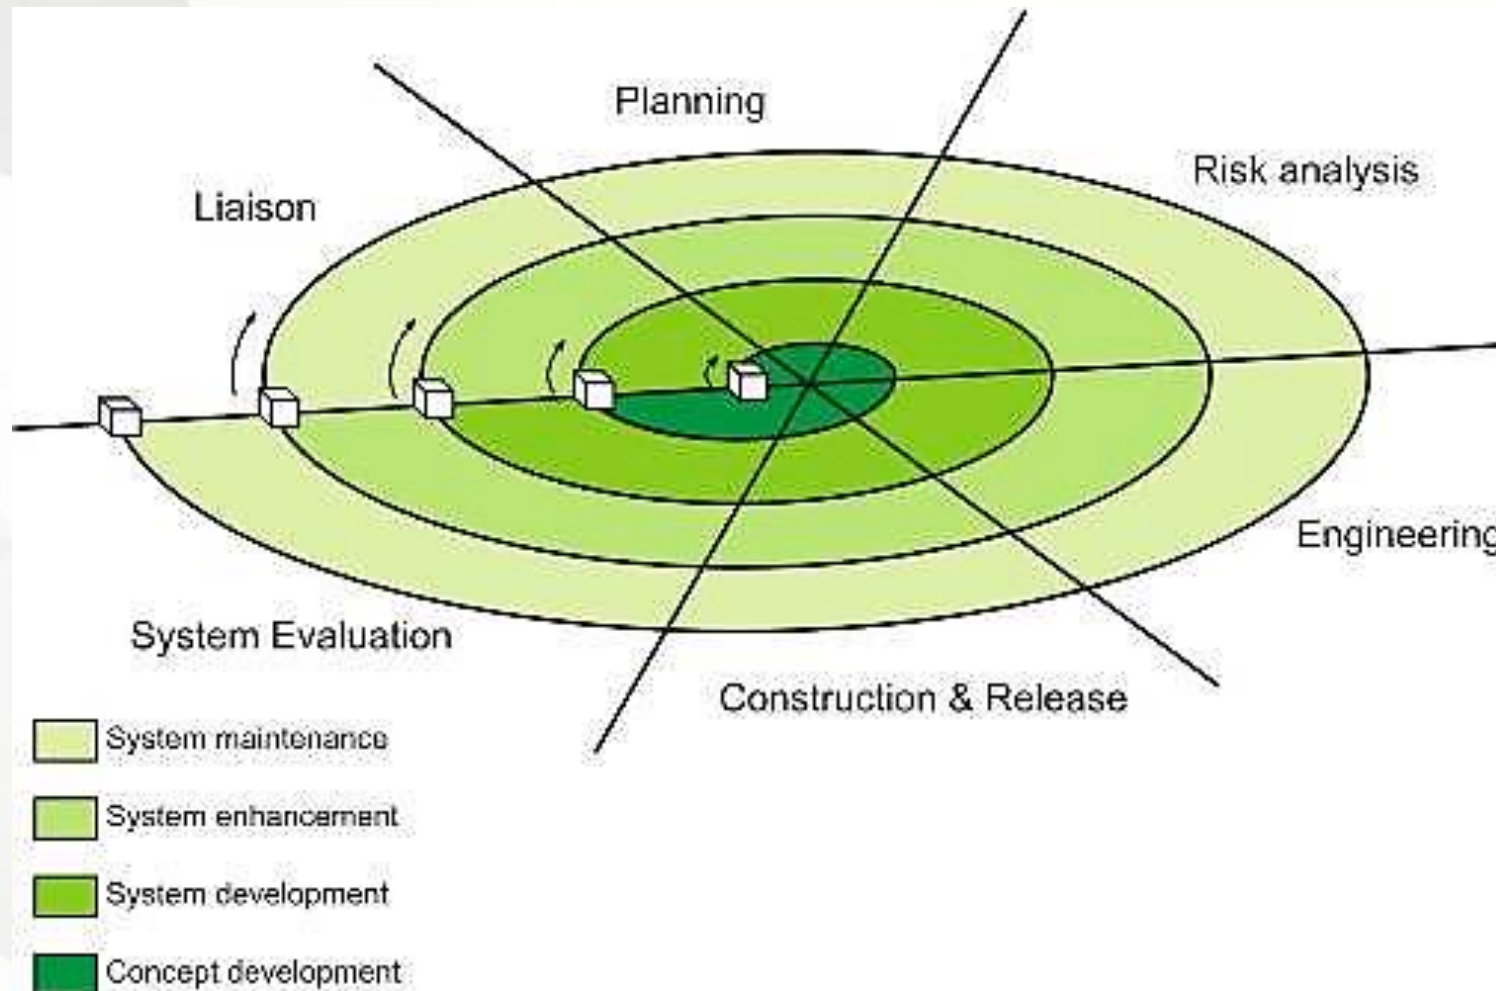 Planning
Risk analysis
Liaison
Engineering
System Evaluation
Construction & Release
System maintenance
System enhancement
System development
Concept development